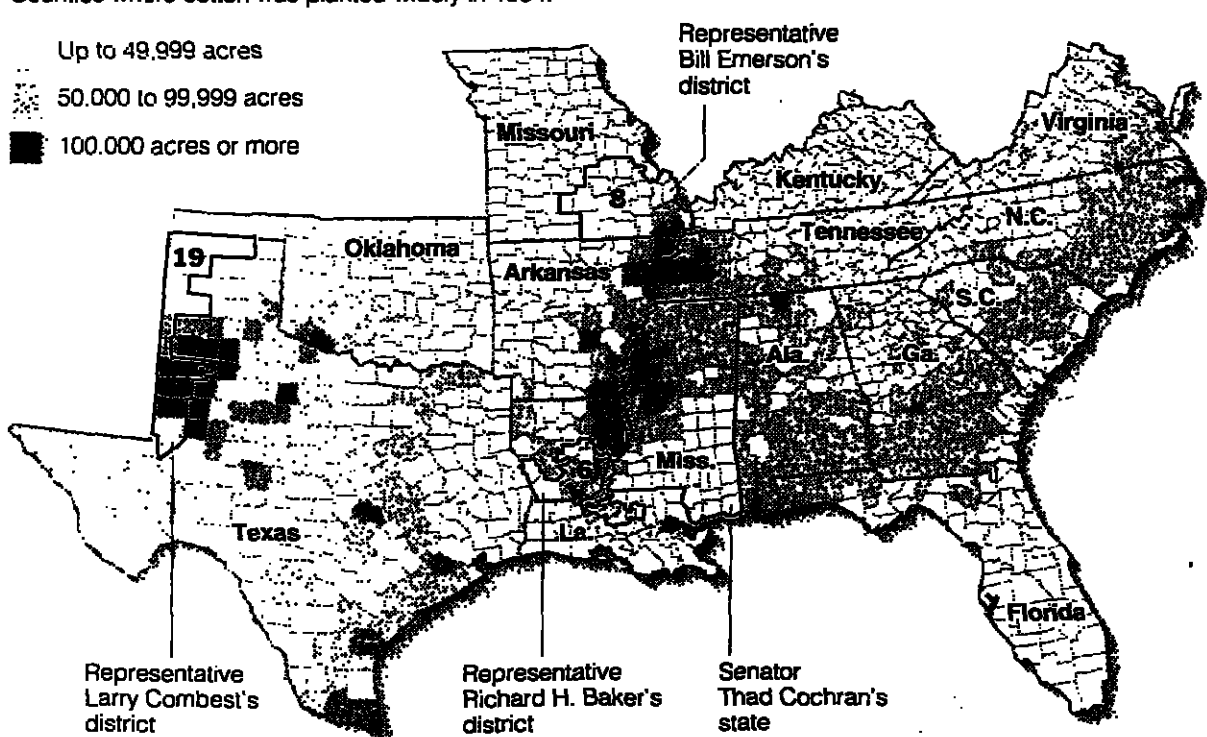 Up to 49,999 acres
50.000 to 99,999 acres
100.000 acres or more
Representative
Bill Emerson's
district
Missouri
Virginia
Kentucky
8
N.C.
Tennessee
Oklahoma
19
Arkansas
S.C.
Ala.
Ga.
Miss.
6
Texas
La.
Florida
Representative
Larry Combest's
district
Representative
Richard H. Baker's
district
Senator
Thad Cochran's
state